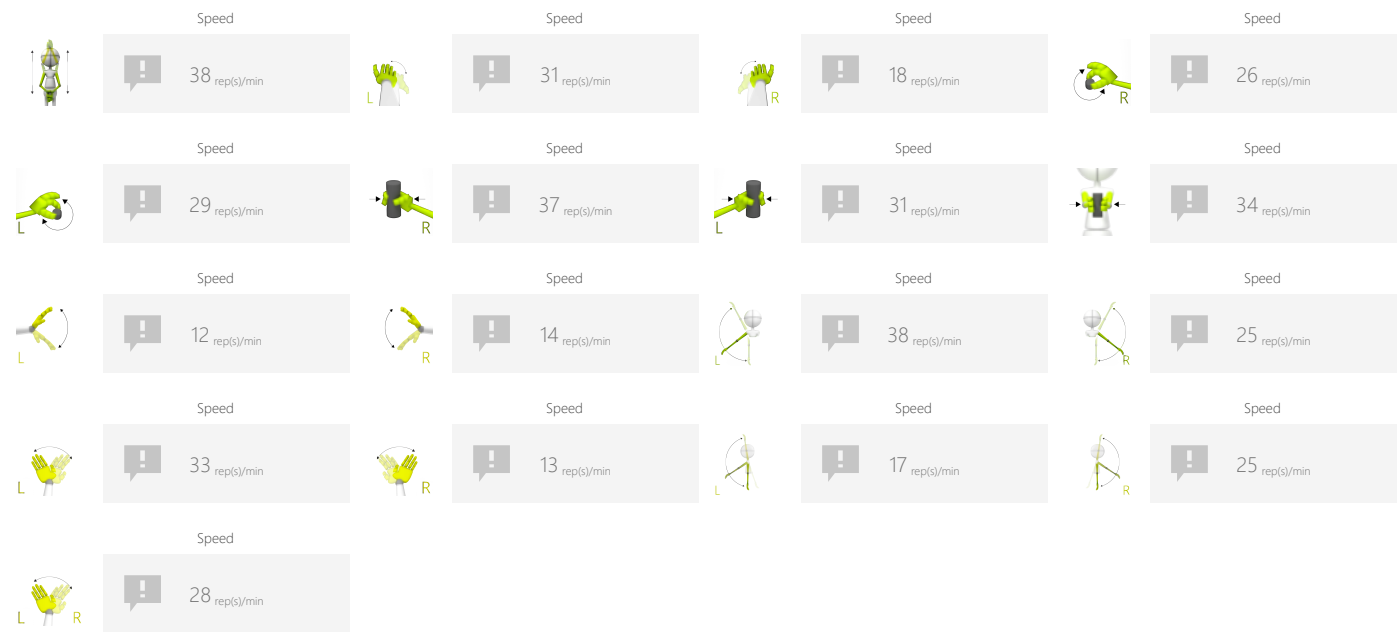 Speed Speed Speed Speed
38 rep(s)/min 31 rep(s)/min 18 rep(s)/min 26 rep(s)/min
L R R
Speed Speed Speed Speed
29 rep(s)/min 37 rep(s)/min 31 rep(s)/min 34 rep(s)/min
L R L
Speed Speed Speed Speed
12 rep(s)/min 14 rep(s)/min 38 rep(s)/min 25 rep(s)/min
L R L R
Speed Speed Speed Speed
33 rep(s)/min 13 rep(s)/min 17 rep(s)/min 25 rep(s)/min
L R L R
Speed
28 rep(s)/min
L R